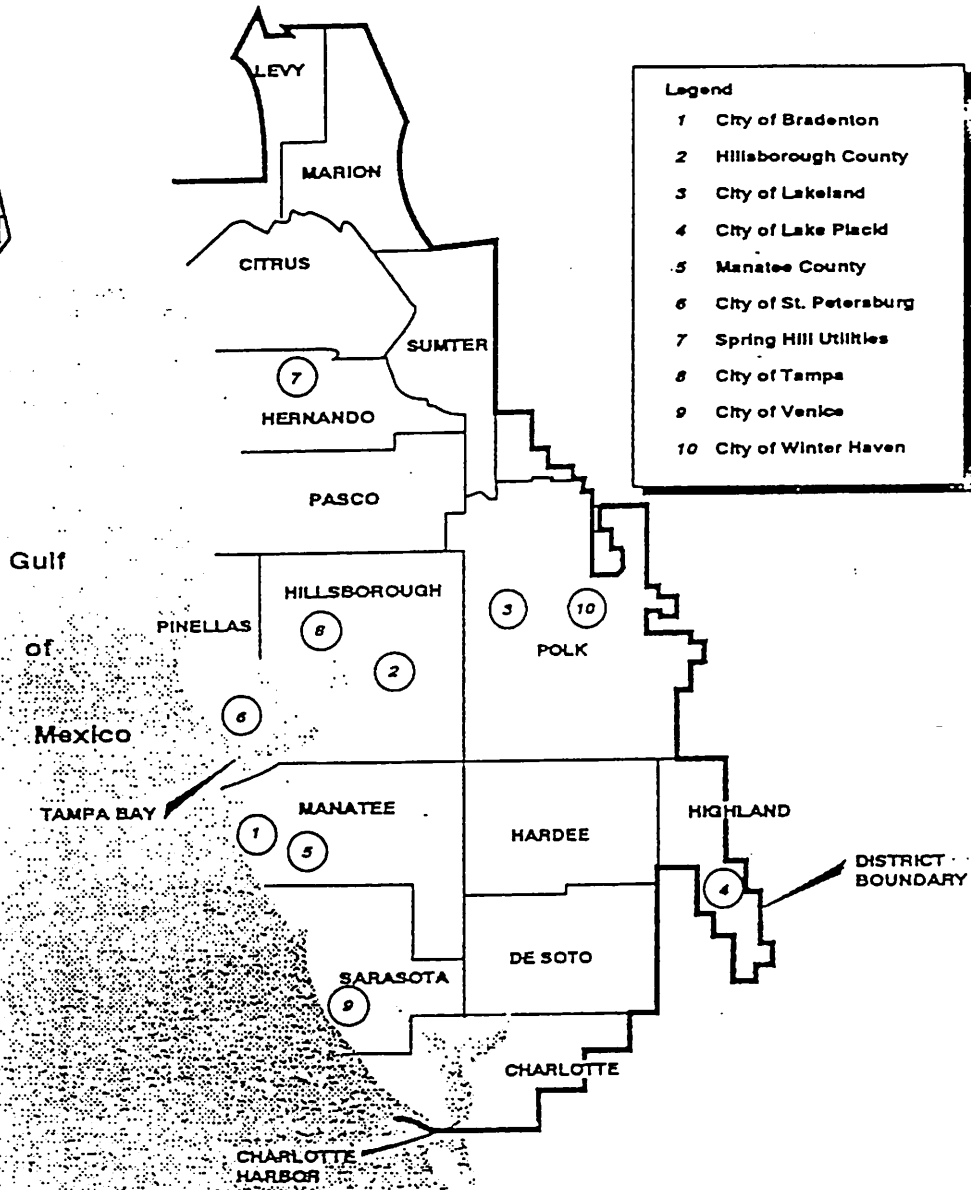 LEVY
MARION
CITRUS
SUMTER
7
HERNANDO
PASCO
Gulf
of
Mexico
HILLSBOROUGH
PINELLAS
8
2
6
3
10
POLK
TAMPA BAY
MANATEE
1
5
HARDEE
HIGHLAND
4
DISTRICT
BOUNDARY
DE SOTO
SARASOTA
9
CHARLOTTE
CHARLOTTE
HARBOR
Legend
1 City of Bradenton
2 Hillsborough County
3 City of Lakeland
4 City of Lake Placid
5 Manatee County
6 City of St. Petersburg
7 Spring Hill Utilities
8 City of Tampa
9 City of Venice
10 City of Winter Haven